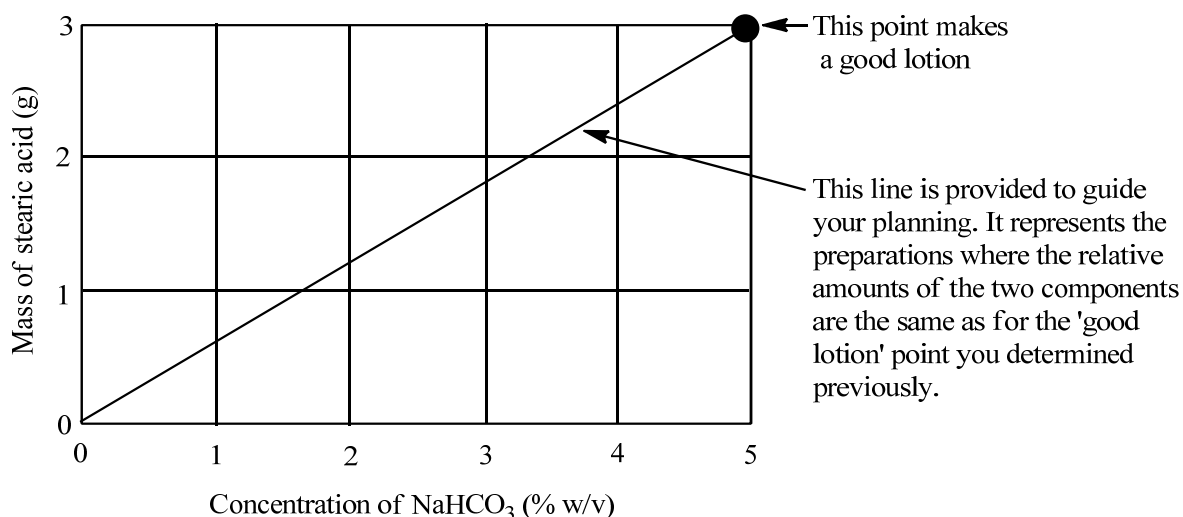 3
2
1
0
Mass of stearic acid (g)
0 1 2 3 4 5
Concentration of NaHCO₃ (% w/v)
This point makes
a good lotion
This line is provided to guide
your planning. It represents the
preparations where the relative
amounts of the two components
are the same as for the 'good
lotion' point you determined
previously.